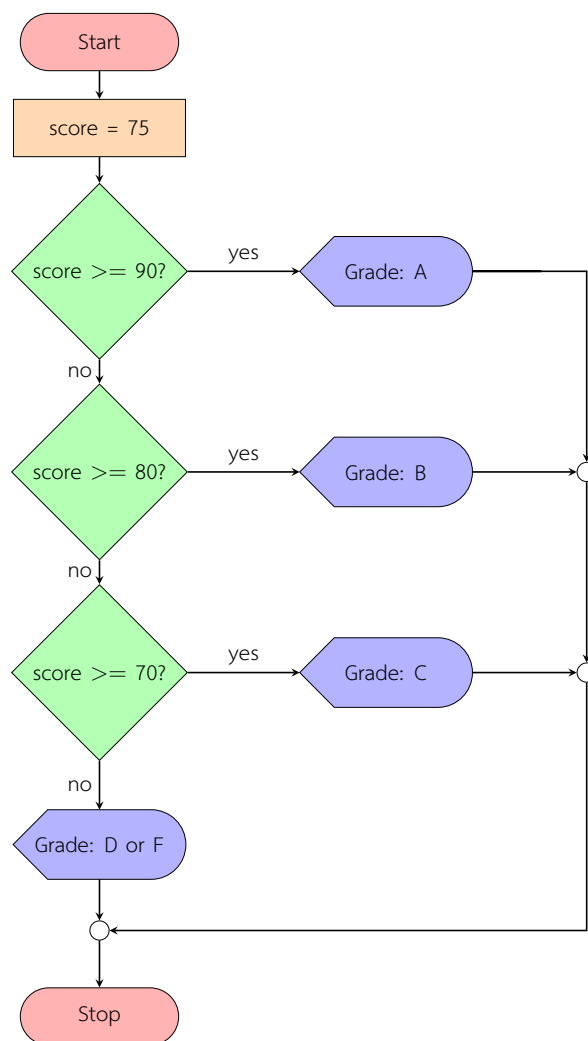 Start
score = 75
score >= 90?
yes
Grade: A
no
score >= 80?
yes
Grade: B
no
score >= 70?
yes
Grade: C
no
Grade: D or F
Stop